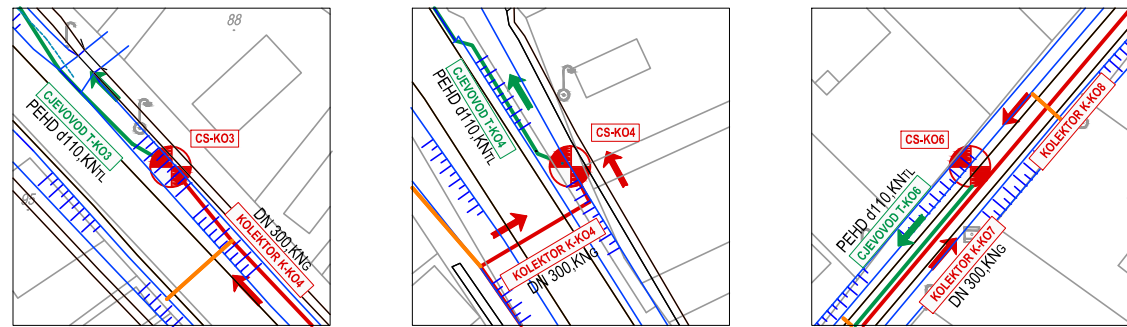 88
CS-KO3
CJEVOVOD T-KO3
PEHD d110,KNTL
DN 300,KNG
KOLEKTOR K-KO4
95
CJEVOVOD T-KO4
PEHD d110,KNTL
CS-KO4
KOLEKTOR K-KO4
DN 300,KNG
CS-KO6
KOLEKTOR K-KO8
PEHD d110,KNTL
CJEVOVOD T-KO6
KOLEKTOR K-KO7
DN 300,KNG